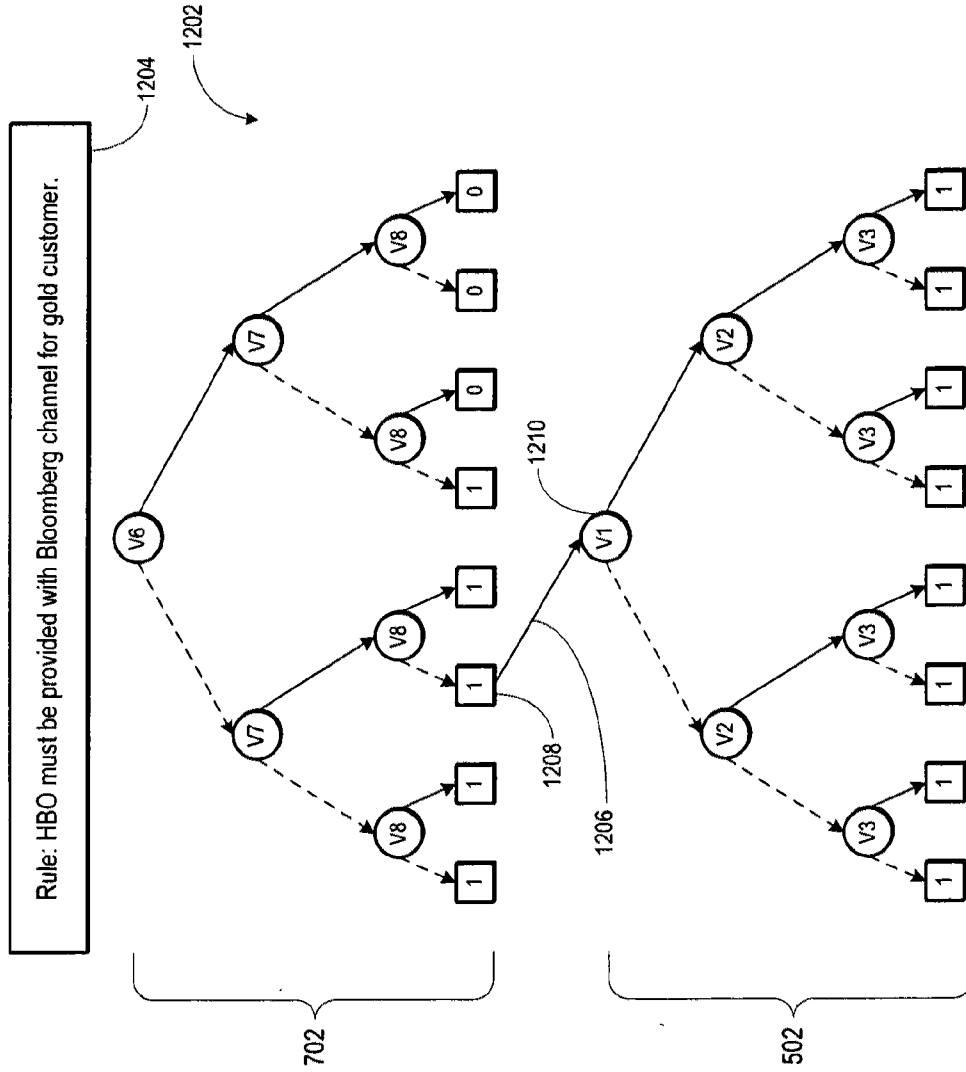 Rule: HBO must be provided with Bloomberg channel for gold customer.
1204
1202
V6
V7
V7
V8
V8
V8
V8
1
1
1
1
1
0
0
0
702
1208
1206
1210
V1
V2
V2
V3
V3
V3
V3
1
1
1
1
1
1
1
1
502